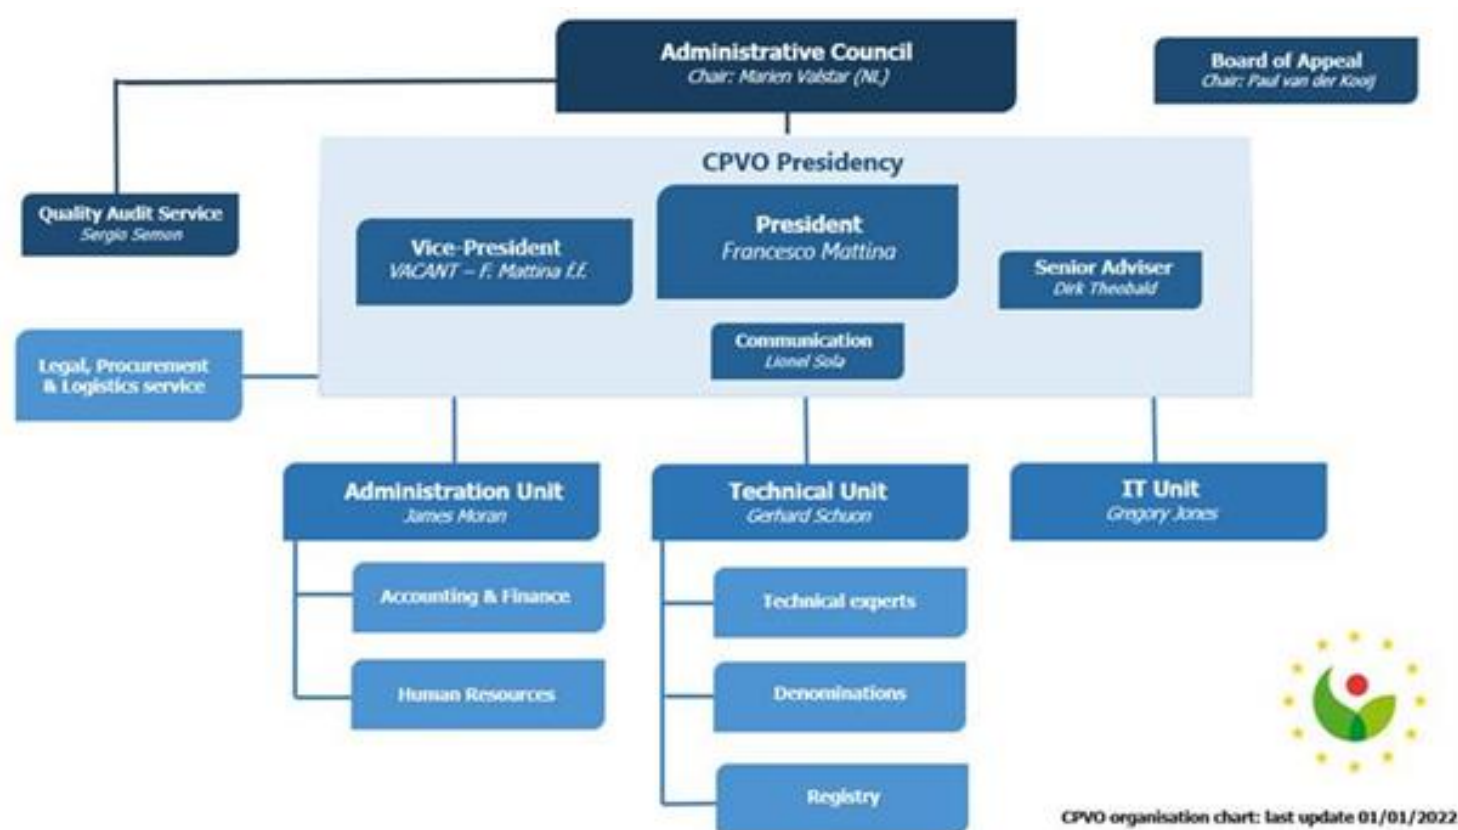 Administrative Council
Chair: Marien Valstar (NL)
Board of Appeal
Chair: Paul van der Kooij
CPVO Presidency
Quality Audit Service
Sergio Semon
Vice-President
VACANT – F. Mattina f.f.
President
Francesco Mattina
Senior Adviser
Dirk Theobald
Communication
Lionel Sola
Legal, Procurement
& Logistics service
Administration Unit
James Moran
Technical Unit
Gerhard Schuon
IT Unit
Gregory Jones
Accounting & Finance
Technical experts
Human Resources
Denominations
Registry
CPVO organisation chart: last update 01/01/2022